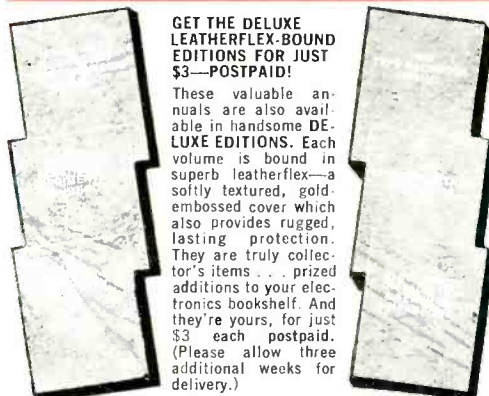 GET THE DELUXE
LEATHERFLEX-BOUND
EDITIONS FOR JUST
$3—POSTPAID!
These valuable an-
nuals are also avail-
able in handsome DE-
LUXE EDITIONS. Each
volume is bound in
superb leatherflex—a
softly textured, gold-
embossed cover which
also provides rugged,
lasting protection.
They are truly collec-
tor's items . . . prized
additions to your elec-
tronics bookshelf. And
they're yours, for just
$3 each postpaid.
(Please allow three
additional weeks for
delivery.)